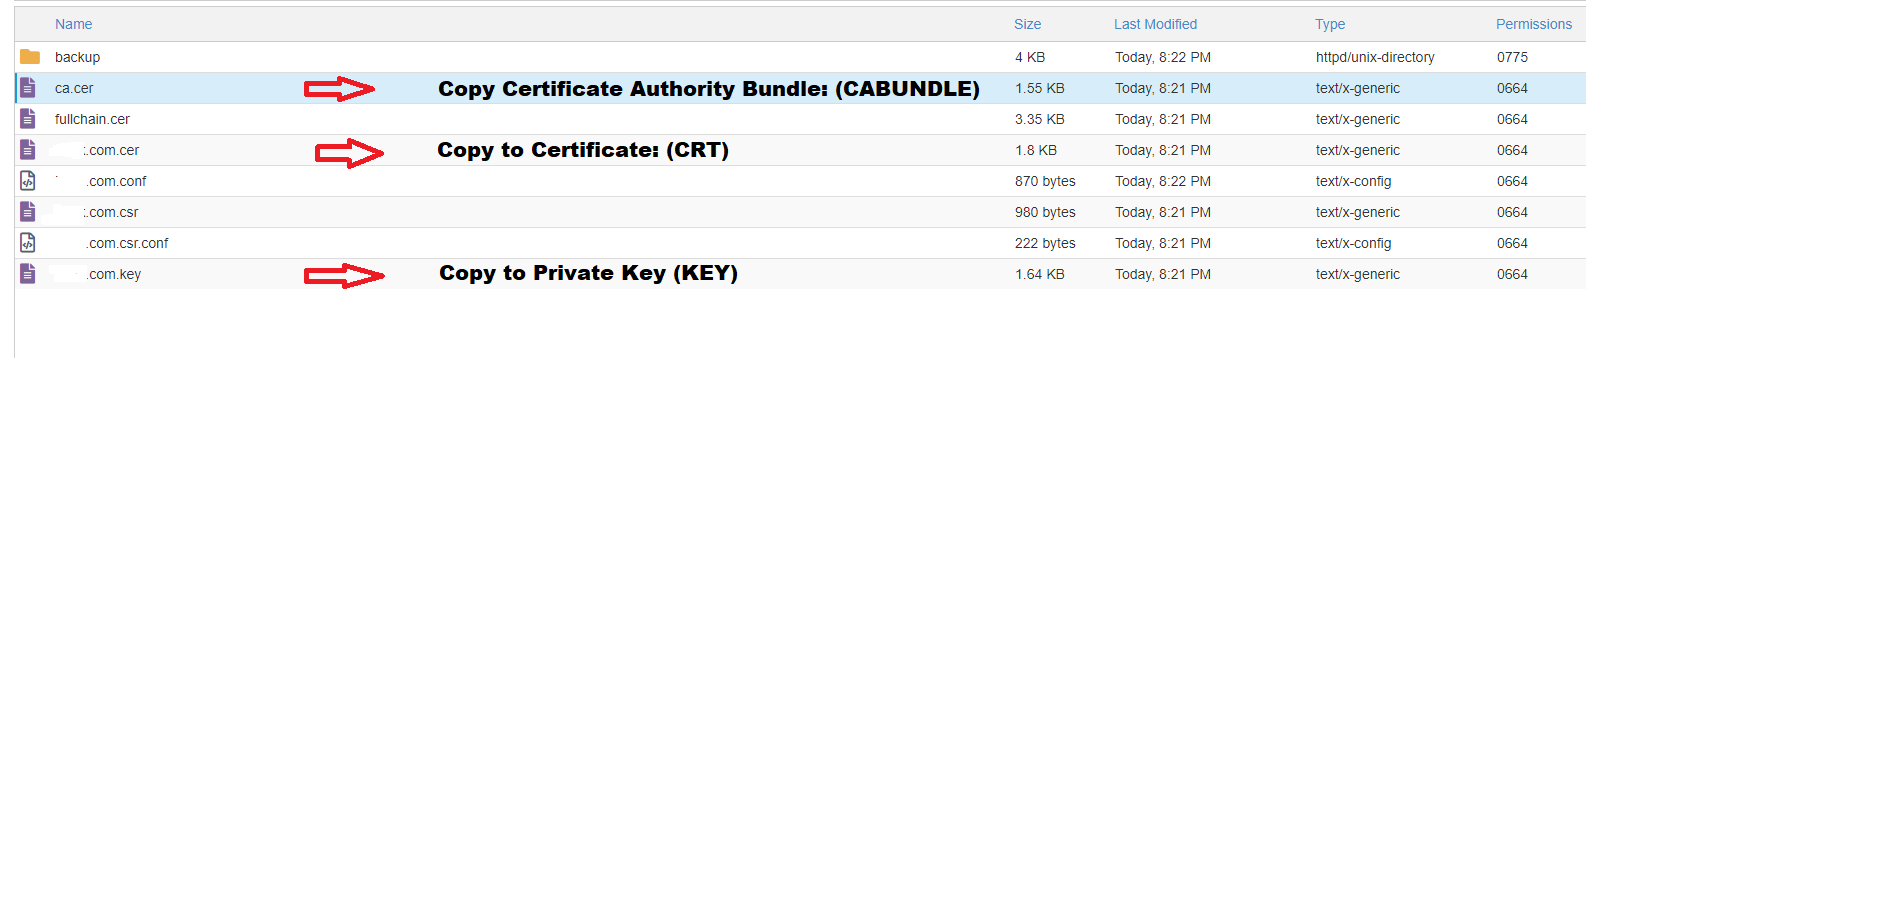 Name Size Last Modified Type Permissions
backup 4 KB Today, 8:22 PM httpd/unix-directory 0775
ca.cer Copy Certificate Authority Bundle: (CABUNDLE) 1.55 KB Today, 8:21 PM text/x-generic 0664
fullchain.cer 3.35 KB Today, 8:21 PM text/x-generic 0664
.com.cer Copy to Certificate: (CRT) 1.8 KB Today, 8:21 PM text/x-generic 0664
.com.conf 870 bytes Today, 8:22 PM text/x-config 0664
.com.csr 980 bytes Today, 8:21 PM text/x-generic 0664
.com.csr.conf 222 bytes Today, 8:21 PM text/x-config 0664
.com.key Copy to Private Key (KEY) 1.64 KB Today, 8:21 PM text/x-generic 0664